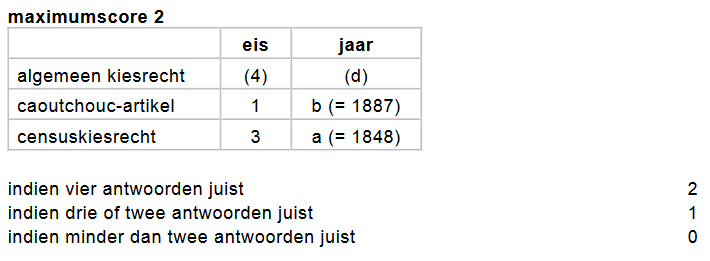 maximumscore 2
eis jaar
algemeen kiesrecht (4) (d)
caoutchouc-artikel 1 b (= 1887)
censuskiesrecht 3 a (= 1848)
indien vier antwoorden juist 2
indien drie of twee antwoorden juist 1
indien minder dan twee antwoorden juist 0